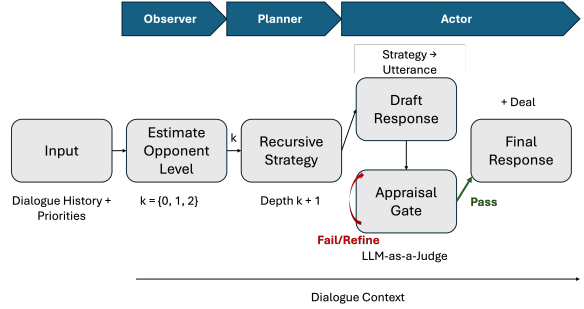 Observer
Planner
Actor
Strategy →
Utterance
Draft
Response
+ Deal
Input
Estimate
Opponent
Level
k
Recursive
Strategy
Final
Response
Appraisal
Gate
Dialogue History +
Priorities
k = {0, 1, 2}
Depth k + 1
Pass
Fail/Refine
LLM-as-a-Judge
Dialogue Context